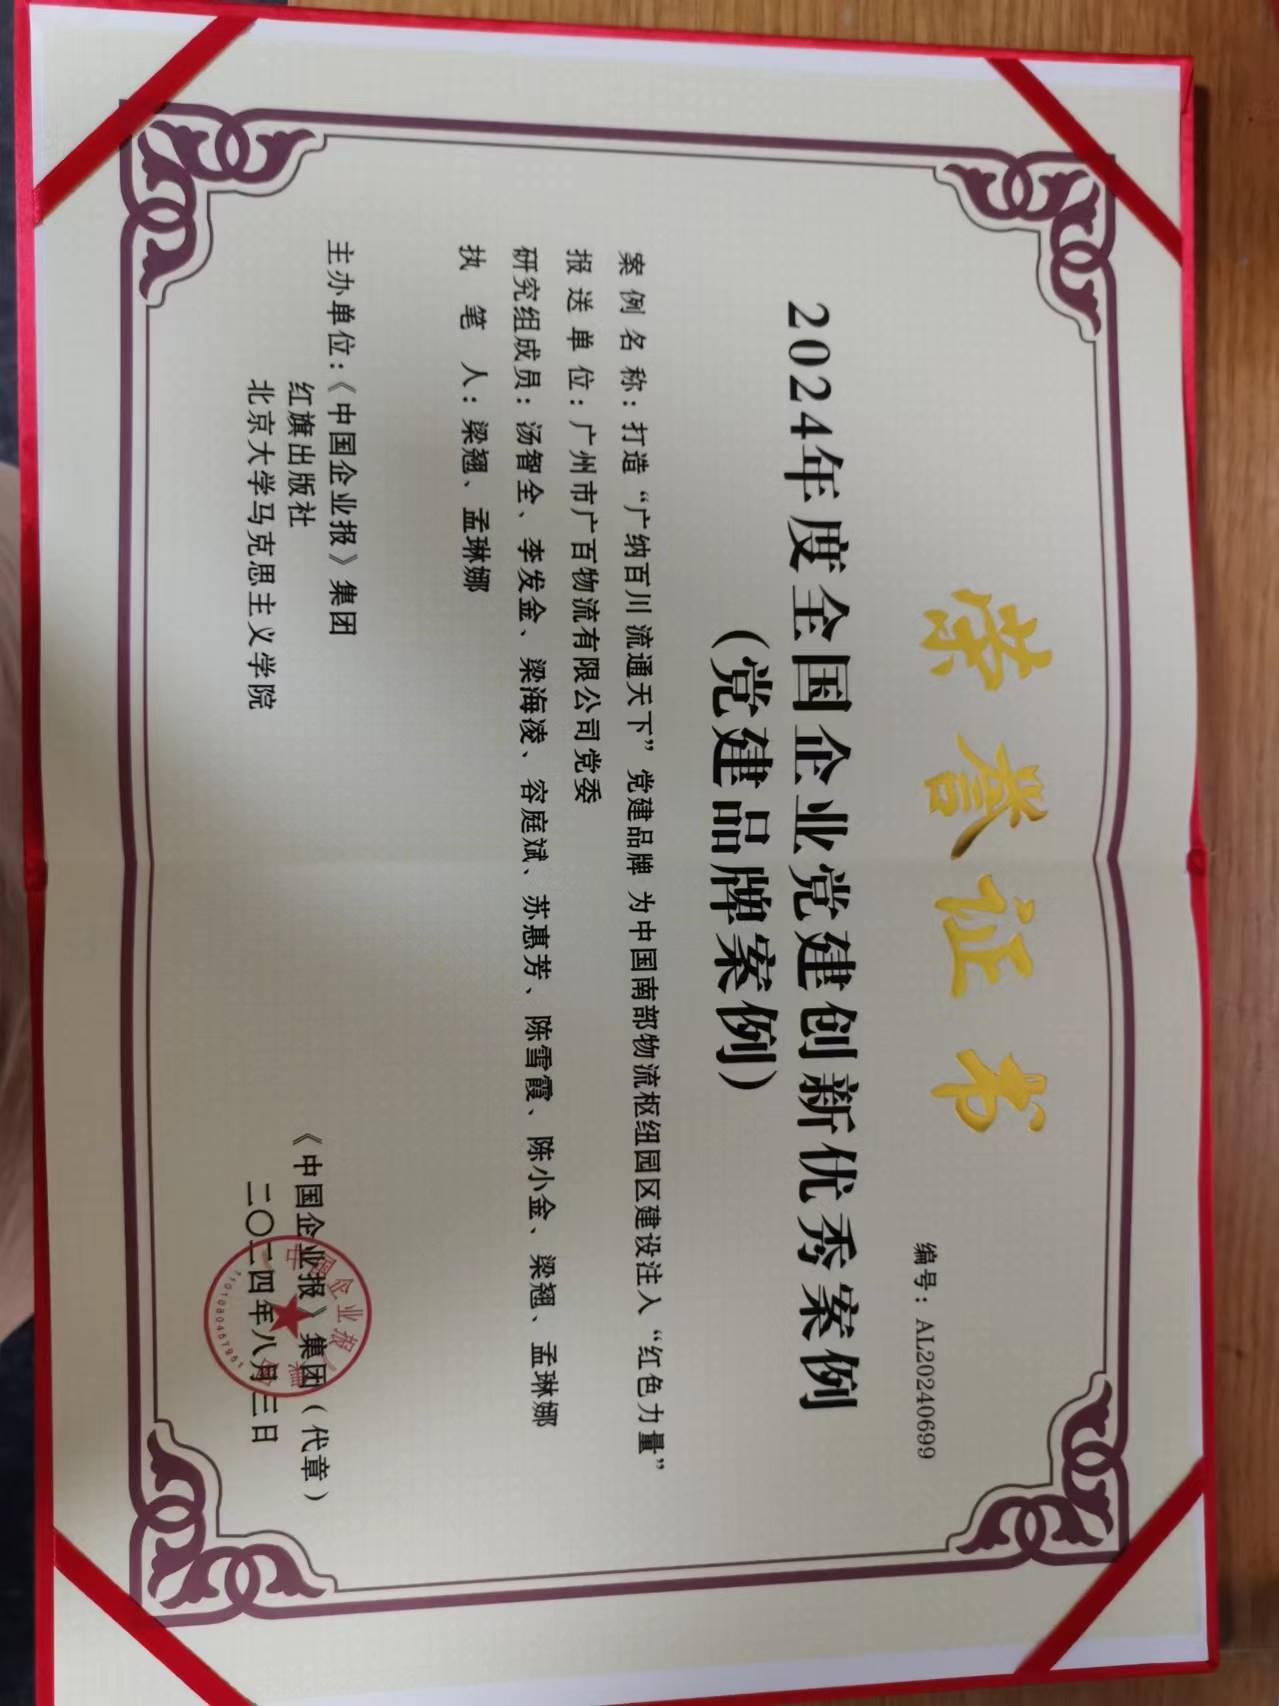 荣誉证书
编号：AL20240699
2024年度全国企业党建创新优秀案例
（党建品牌案例）
案例名称：打造“广纳百川 流通天下”党建品牌 为中国南部物流枢纽园区建设注入“红色力量”
报送单位：广州市广百物流有限公司党委
研究组成员：汤智全、李发金、梁海凌、容庭斌、苏惠芳、陈雪霞、陈小金、梁翘、孟琳娜
执笔人：梁翘、孟琳娜
主办单位：《中国企业报》集团
红旗出版社
北京大学马克思主义学院
《中国企业报》集团（代章）
二〇二四年八月三日